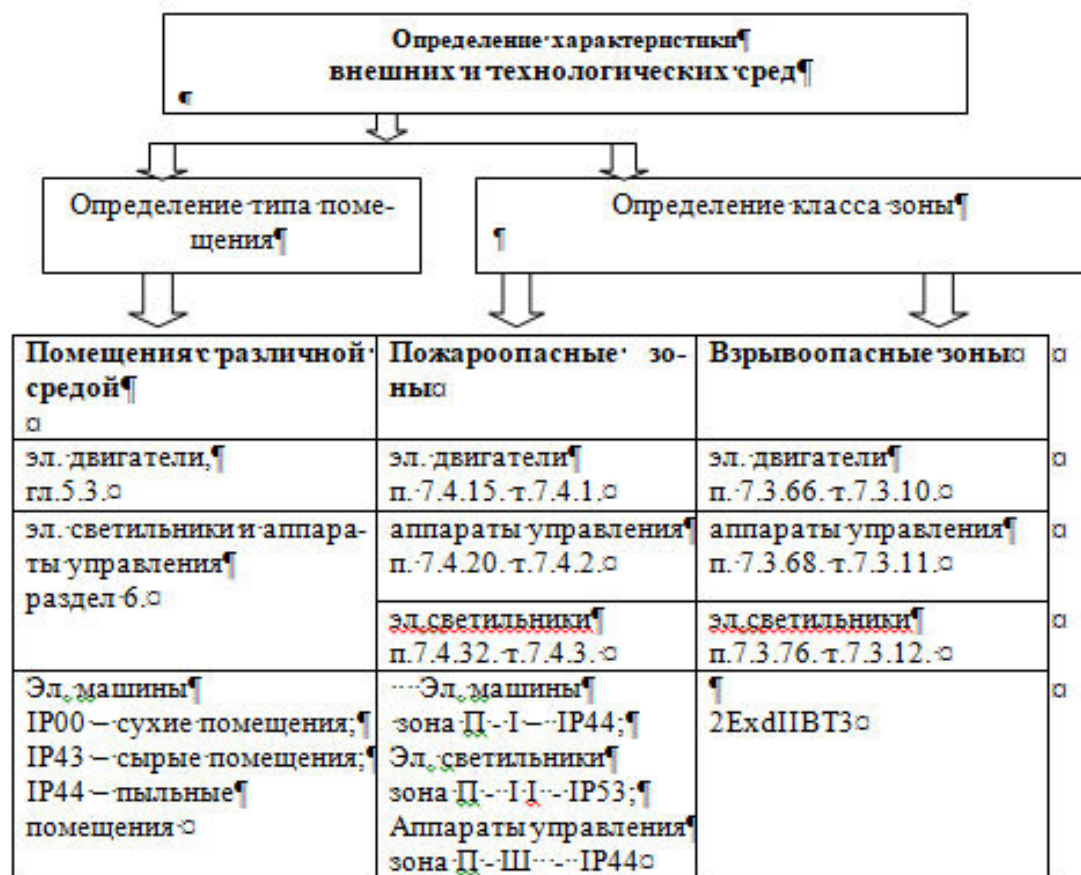 Определение характеристики
внешних и технологических сред
Определение типа поме-
щения
Определение класса зоны
Помещения с различной
средой
Пожароопасные зо-
ны
Взрывоопасные зоны
эл. двигатели,
гл.5.3.
эл. двигатели
п. 7.4.15. т.7.4.1.
эл. двигатели
п. 7.3.66. т.7.3.10.
эл. светильники и аппара-
ты управления
раздел 6.
аппараты управления
п. 7.4.20. т.7.4.2.
аппараты управления
п. 7.3.68. т.7.3.11.
эл.светильники
п.7.4.32. т.7.4.3.
эл.светильники
п.7.3.76. т.7.3.12.
Эл. машины
IP00 – сухие помещения;
IP43 – сырые помещения;
IP44 – пыльные
помещения
Эл. машины
зона П - I – IP44;
Эл. светильники
зона П - I I - IP53;
Аппараты управления
зона П - Ш - IP44
2ExdIIBT3